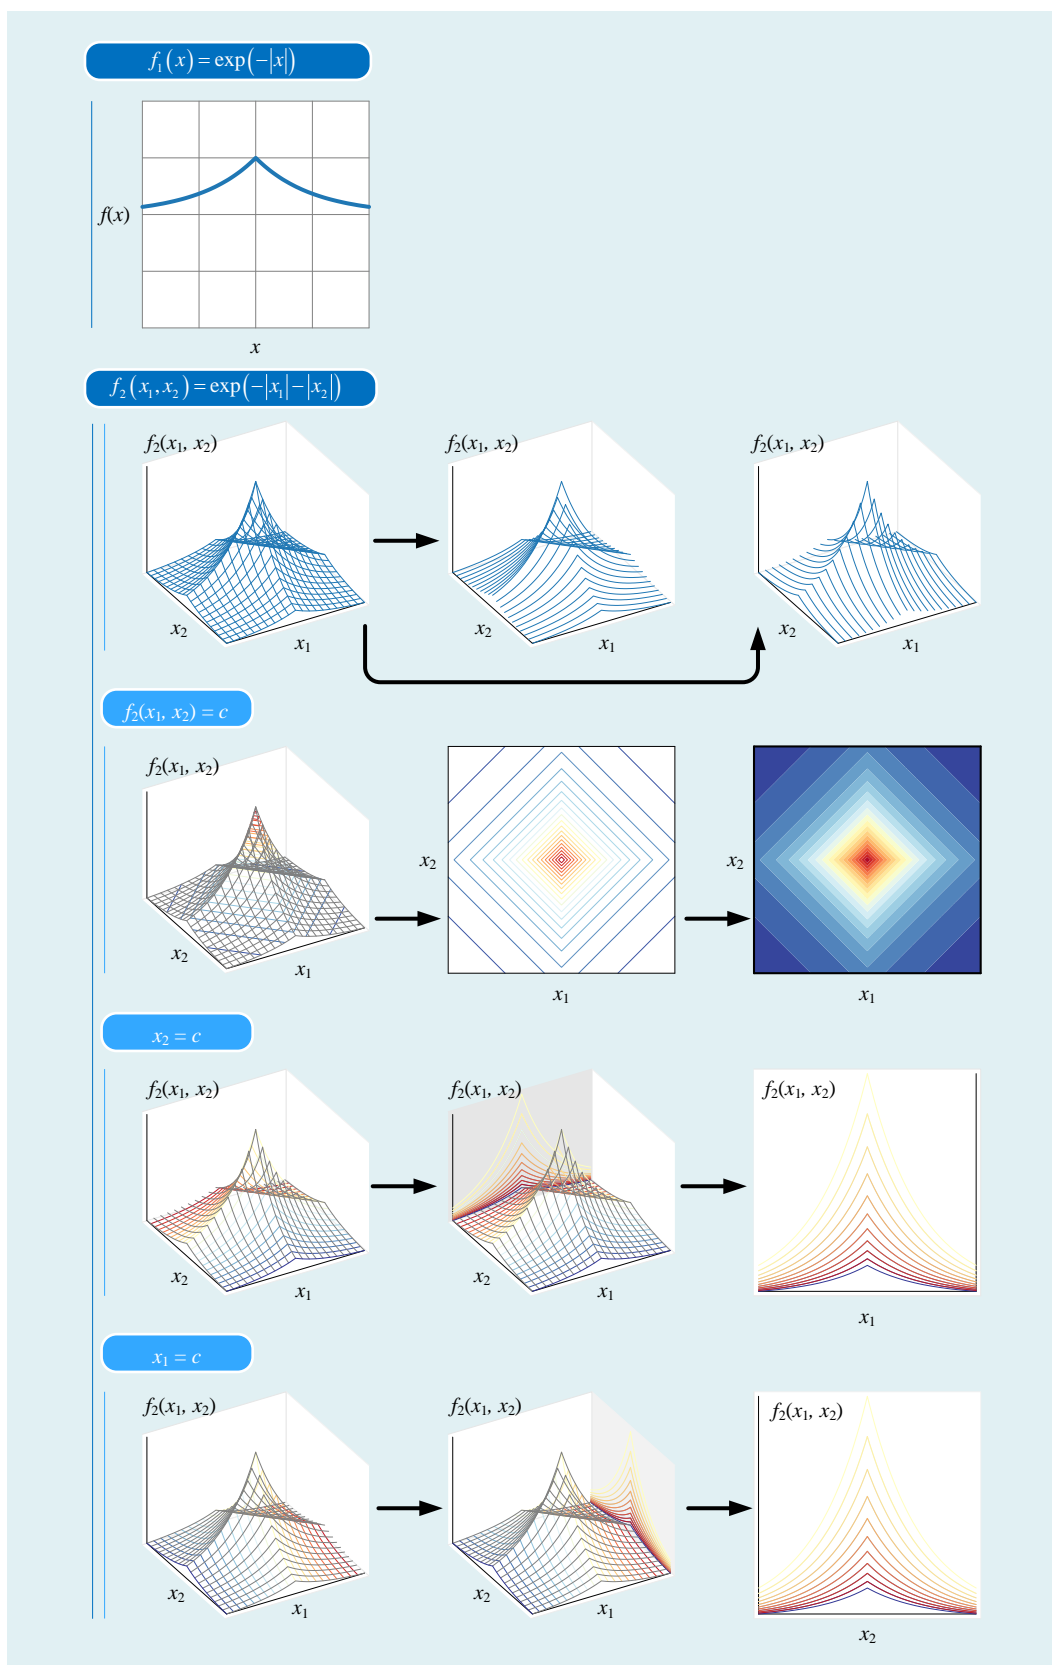 f₁(x) = exp(−|x|)
f(x)
x
f₂(x₁, x₂) = exp(−|x₁| − |x₂|)
f₂(x₁, x₂) f₂(x₁, x₂) f₂(x₁, x₂)
x₂ x₁ x₂ x₁ x₂ x₁
f₂(x₁, x₂) = c
f₂(x₁, x₂)
x₂ x₂
x₂ x₁
x₁ x₁
x₂ = c
f₂(x₁, x₂) f₂(x₁, x₂) f₂(x₁, x₂)
x₂ x₁ x₂ x₁
x₁
x₁ = c
f₂(x₁, x₂) f₂(x₁, x₂) f₂(x₁, x₂)
x₂ x₁ x₂ x₁
x₂